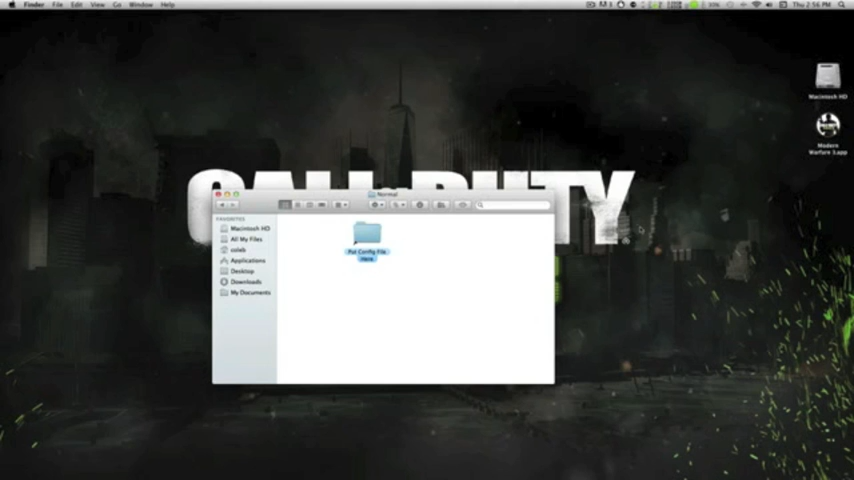 Finder File Edit View Go Window Help
Thu 2:56 PM
Macintosh HD
Modern
Warfare 3.app
CALL DUTY
Normal
FAVORITES
Macintosh HD
All My Files
coleb
Applications
Desktop
Downloads
My Documents
Put Config File
Here